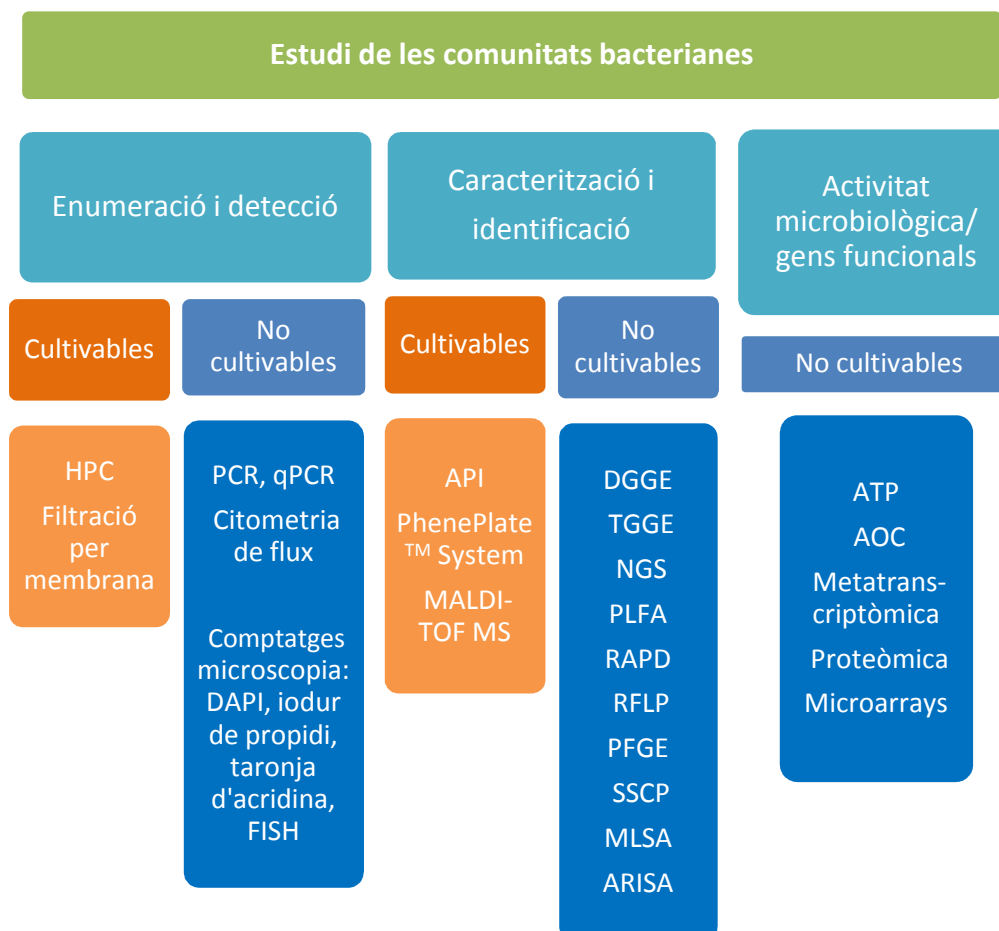 Estudi de les comunitats bacterianes
Enumeració i detecció
Caracterització i
identificació
Activitat
microbiològica/
gens funcionals
Cultivables
No
cultivables
Cultivables
No
cultivables
No cultivables
HPC
Filtració
per
membrana
PCR, qPCR
Citometria
de flux
Comptatges
microscopia:
DAPI, iodur
de propidi,
taronja
d'acridina,
FISH
API
PhenePlate
™ System
MALDI-
TOF MS
DGGE
TGGE
NGS
PLFA
RAPD
RFLP
PFGE
SSCP
MLSA
ARISA
ATP
AOC
Metatrans-
criptòmica
Proteòmica
Microarrays